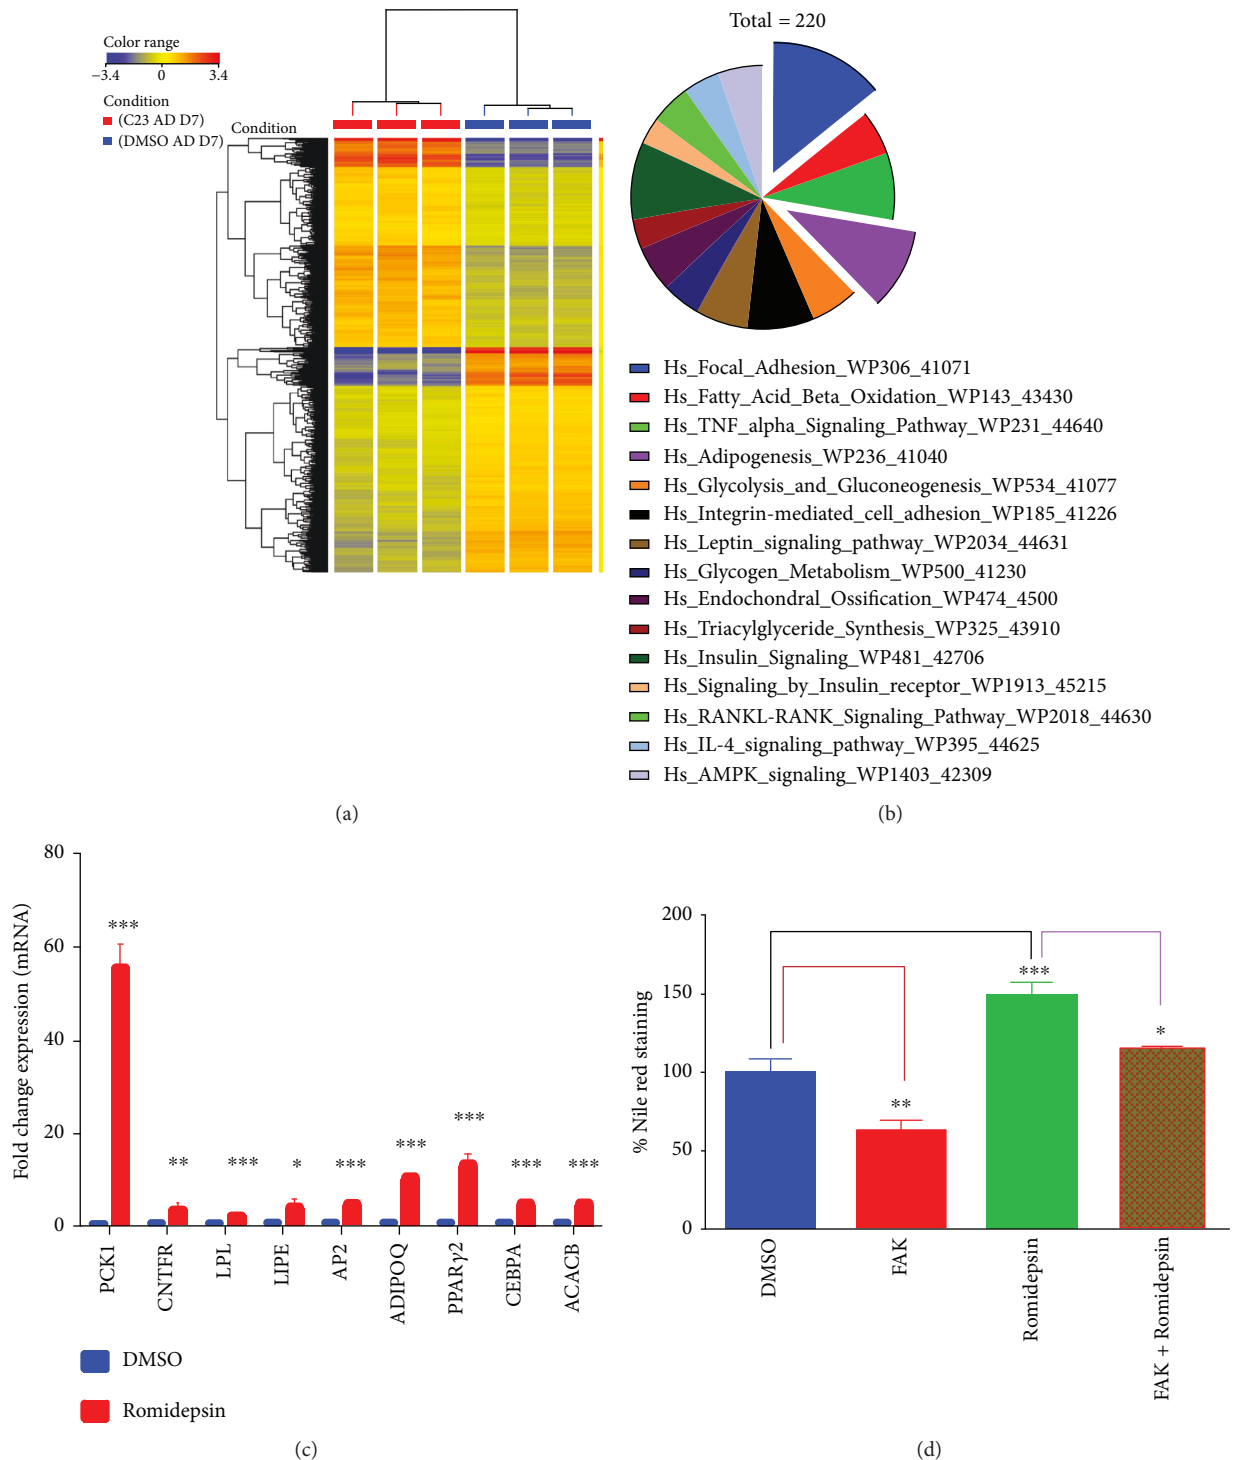 Color range
−3.4 0 3.4
Condition
(C23 AD D7)
(DMSO AD D7)
Condition
(a)
Total = 220
Hs_Focal_Adhesion_WP306_41071
Hs_Fatty_Acid_Beta_Oxidation_WP143_43430
Hs_TNF_alpha_Signaling_Pathway_WP231_44640
Hs_Adipogenesis_WP236_41040
Hs_Glycolysis_and_Gluconeogenesis_WP534_41077
Hs_Integrin-mediated_cell_adhesion_WP185_41226
Hs_Leptin_signaling_pathway_WP2034_44631
Hs_Glycogen_Metabolism_WP500_41230
Hs_Endochondral_Ossification_WP474_4500
Hs_Triacylglyceride_Synthesis_WP325_43910
Hs_Insulin_Signaling_WP481_42706
Hs_Signaling_by_Insulin_receptor_WP1913_45215
Hs_RANKL-RANK_Signaling_Pathway_WP2018_44630
Hs_IL-4_signaling_pathway_WP395_44625
Hs_AMPK_signaling_WP1403_42309
(b)
Fold change expression (mRNA)
80
60
40
20
0
***
**
***
*
***
***
***
***
***
PCK1
CNTFR
LPL
LIPE
AP2
ADIPOQ
PPARγ2
CEBPA
ACACB
DMSO
Romidepsin
(c)
% Nile red staining
200
150
100
50
0
**
***
*
DMSO
FAK
Romidepsin
FAK + Romidepsin
(d)